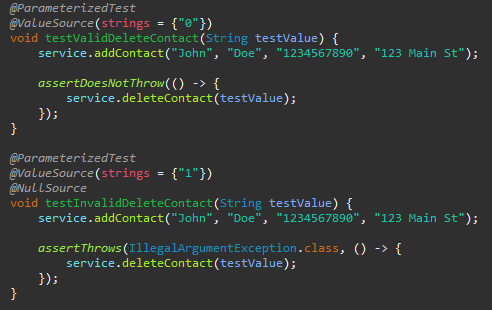 @ParameterizedTest
@ValueSource(strings = {"0"})
void testValidDeleteContact(String testValue) {
    service.addContact("John", "Doe", "1234567890", "123 Main St");
    assertDoesNotThrow(() -> {
        service.deleteContact(testValue);
    });
}
@ParameterizedTest
@ValueSource(strings = {"1"})
@NullSource
void testInvalidDeleteContact(String testValue) {
    service.addContact("John", "Doe", "1234567890", "123 Main St");
    assertThrows(IllegalArgumentException.class, () -> {
        service.deleteContact(testValue);
    });
}